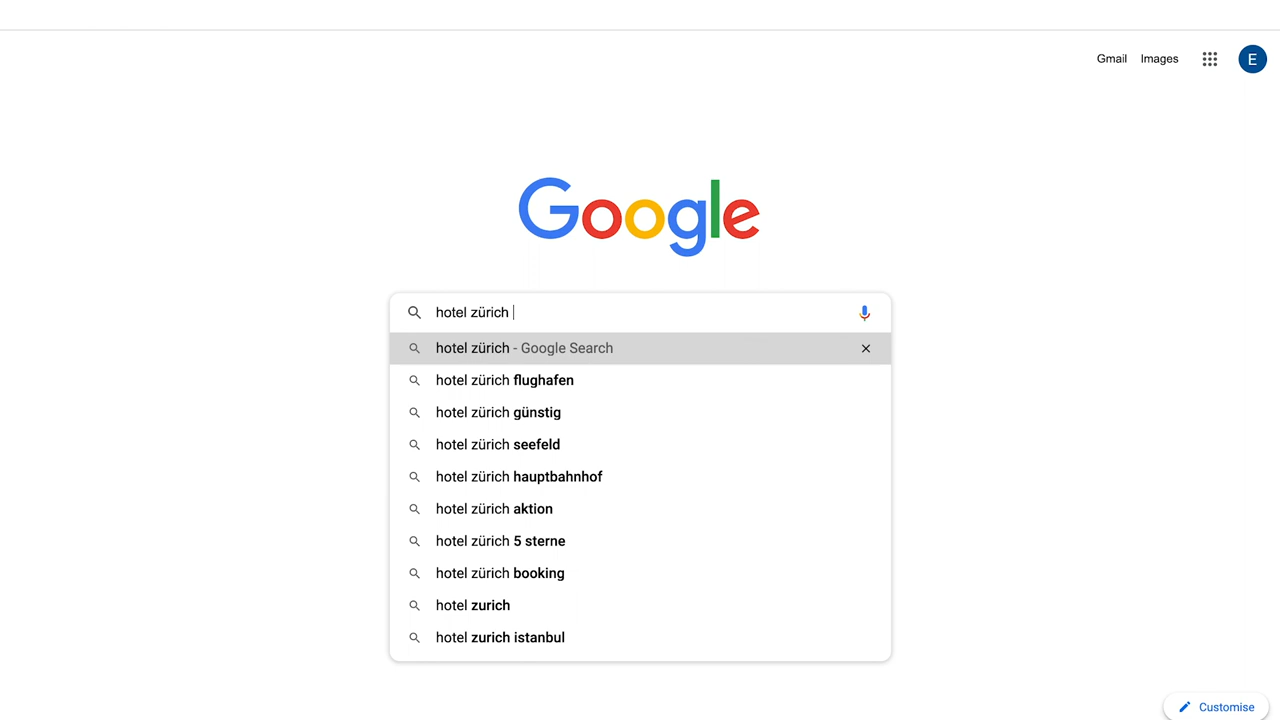 Gmail Images
E
Google
hotel zürich
hotel zürich - Google Search
hotel zürich flughafen
hotel zürich günstig
hotel zürich seefeld
hotel zürich hauptbahnhof
hotel zürich aktion
hotel zürich 5 sterne
hotel zürich booking
hotel zurich
hotel zurich istanbul
Customise